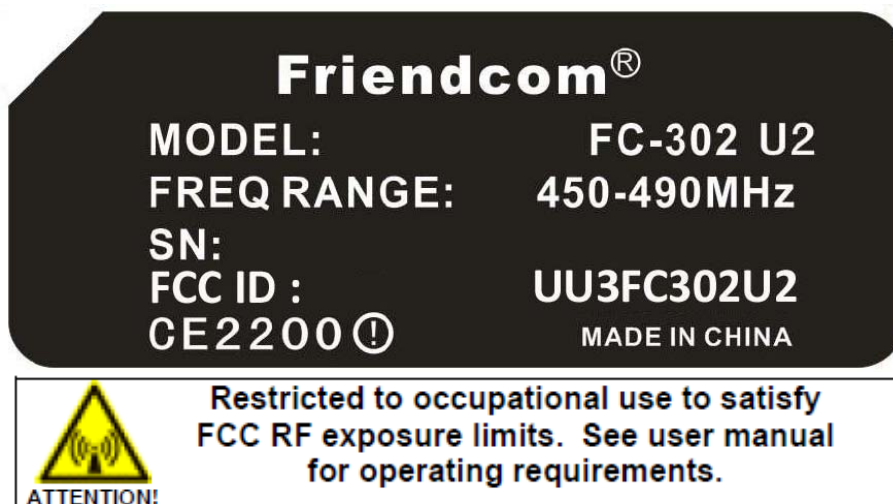 Friendcom®
MODEL: FC-302 U2
FREQ RANGE: 450-490MHz
SN:
FCC ID : UU3FC302U2
CE2200 MADE IN CHINA
Restricted to occupational use to satisfy
FCC RF exposure limits. See user manual
for operating requirements.
ATTENTION!